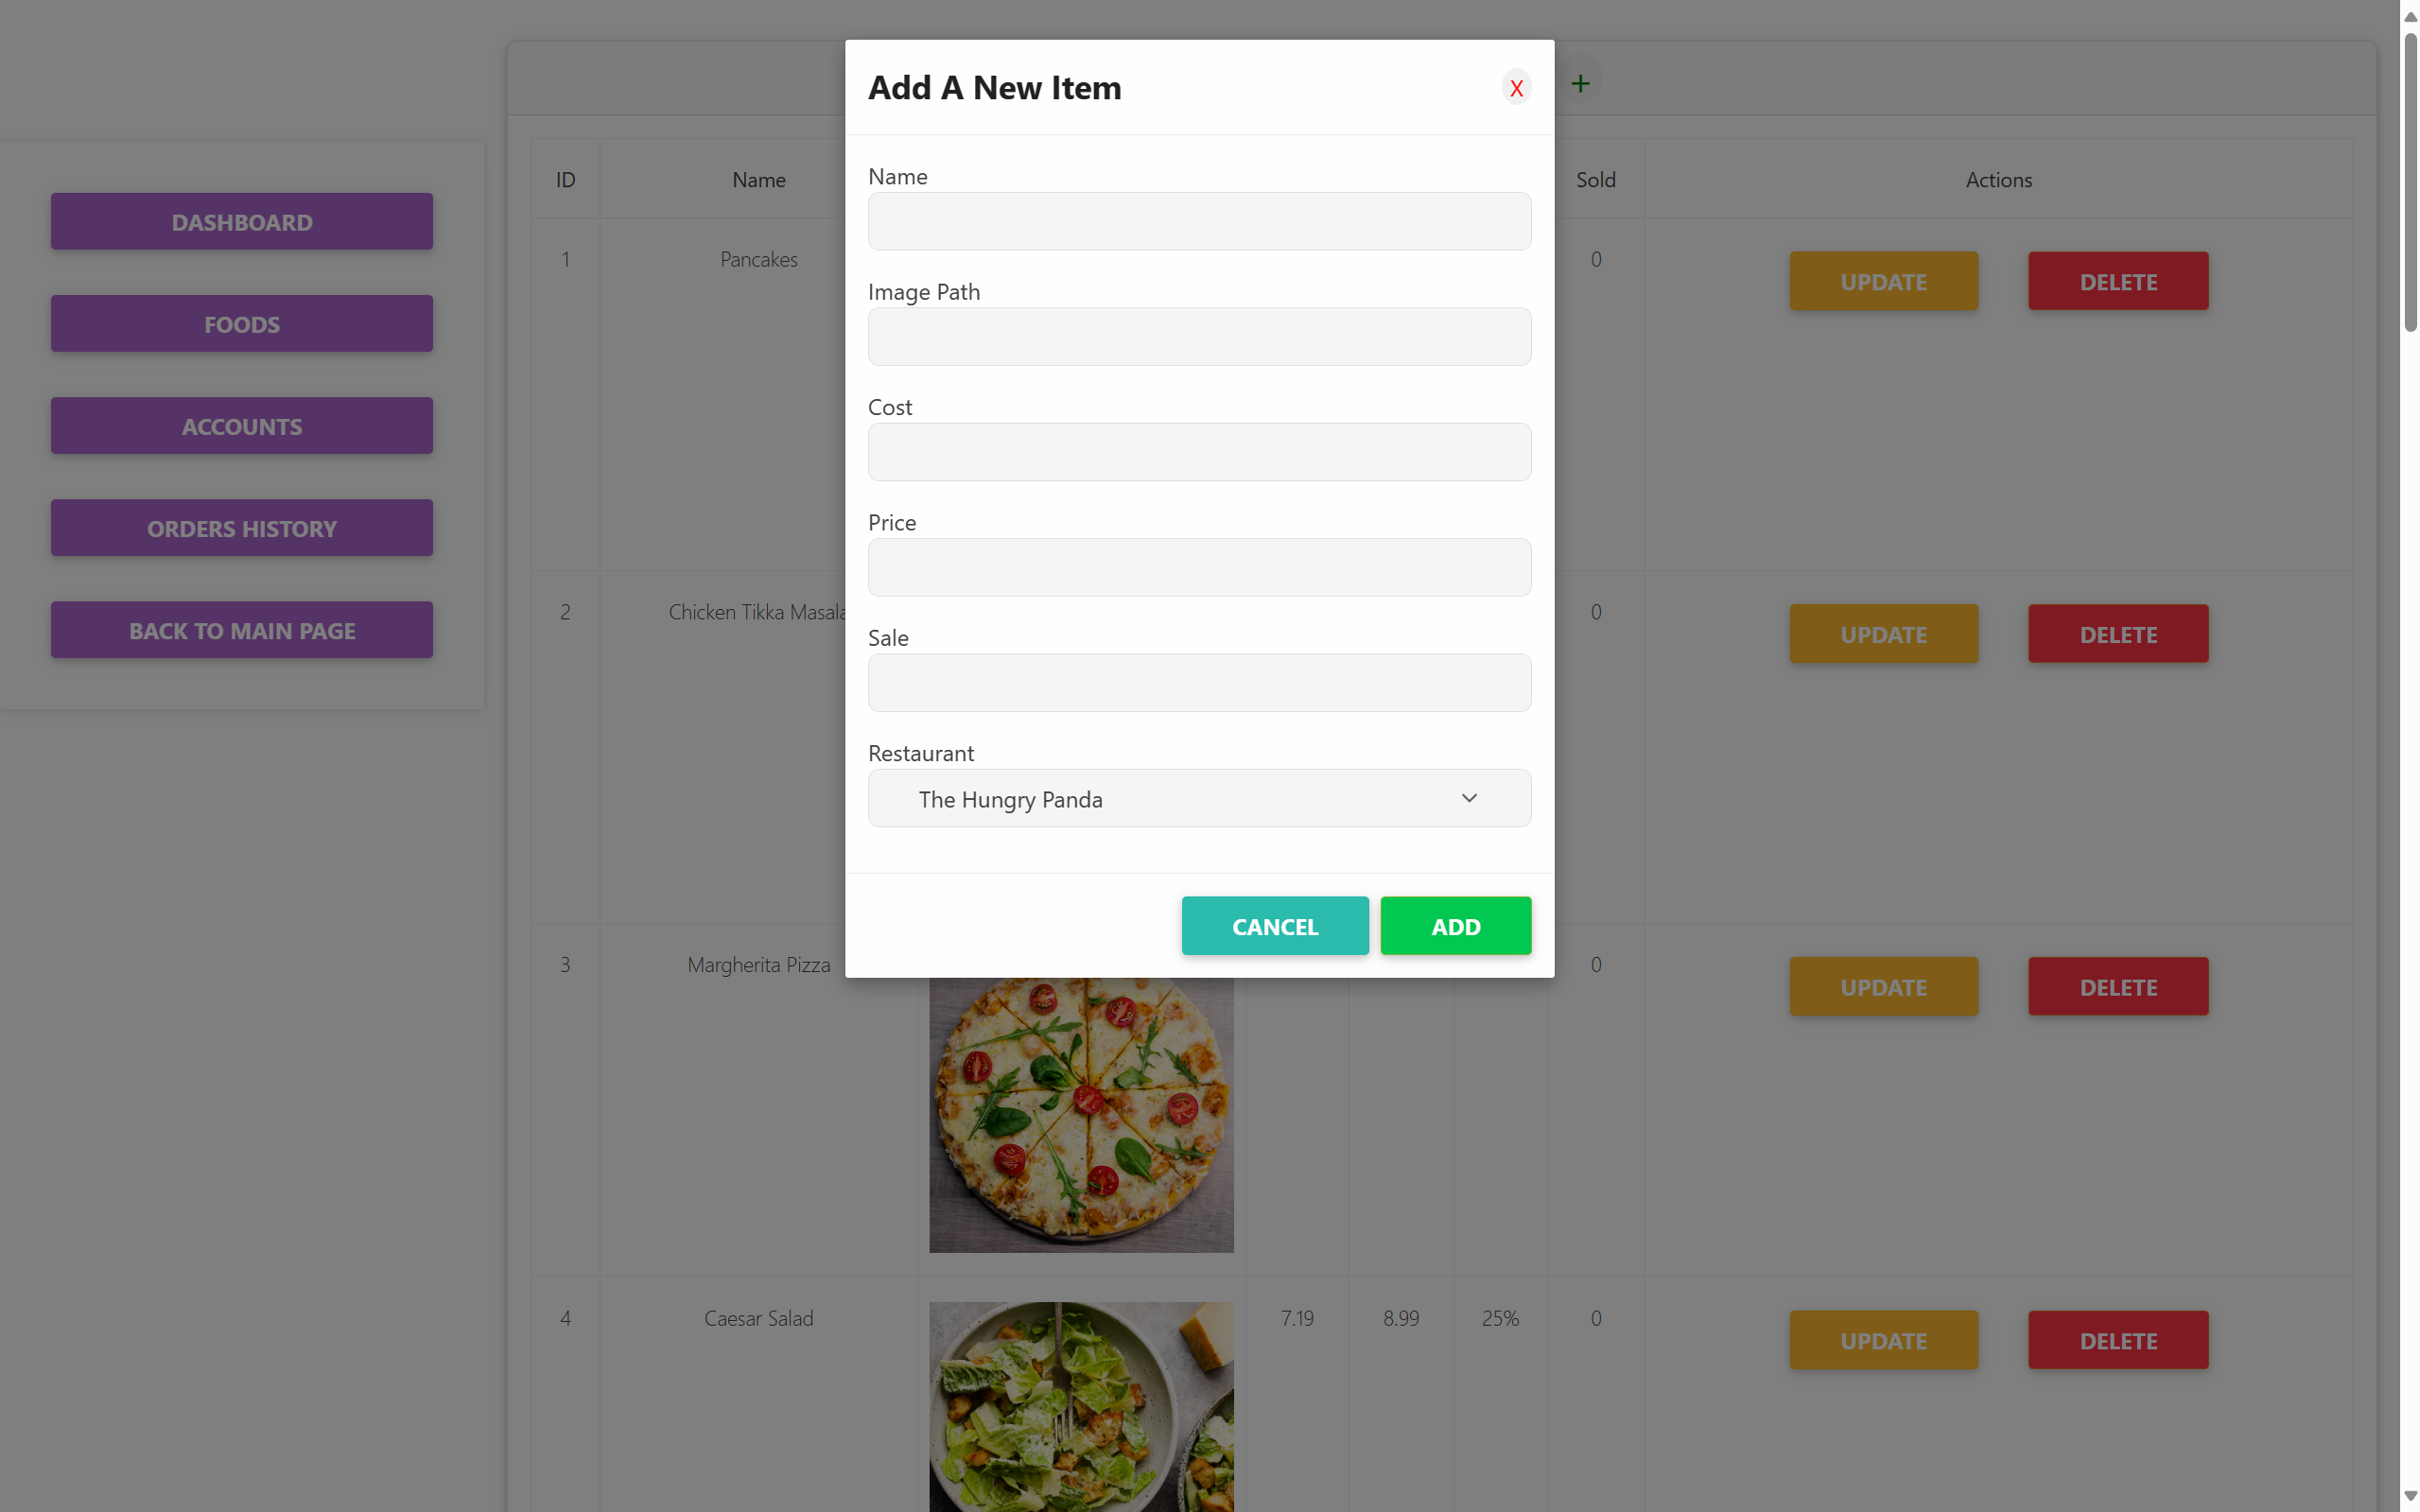 Add A New Item
X
+
DASHBOARD
FOODS
ACCOUNTS
ORDERS HISTORY
BACK TO MAIN PAGE
ID
Name
Sold
Actions
1
Pancakes
0
UPDATE
DELETE
2
Chicken Tikka Masala
0
UPDATE
DELETE
3
Margherita Pizza
0
UPDATE
DELETE
4
Caesar Salad
7.19
8.99
25%
0
UPDATE
DELETE
Name
Image Path
Cost
Price
Sale
Restaurant
The Hungry Panda
CANCEL
ADD